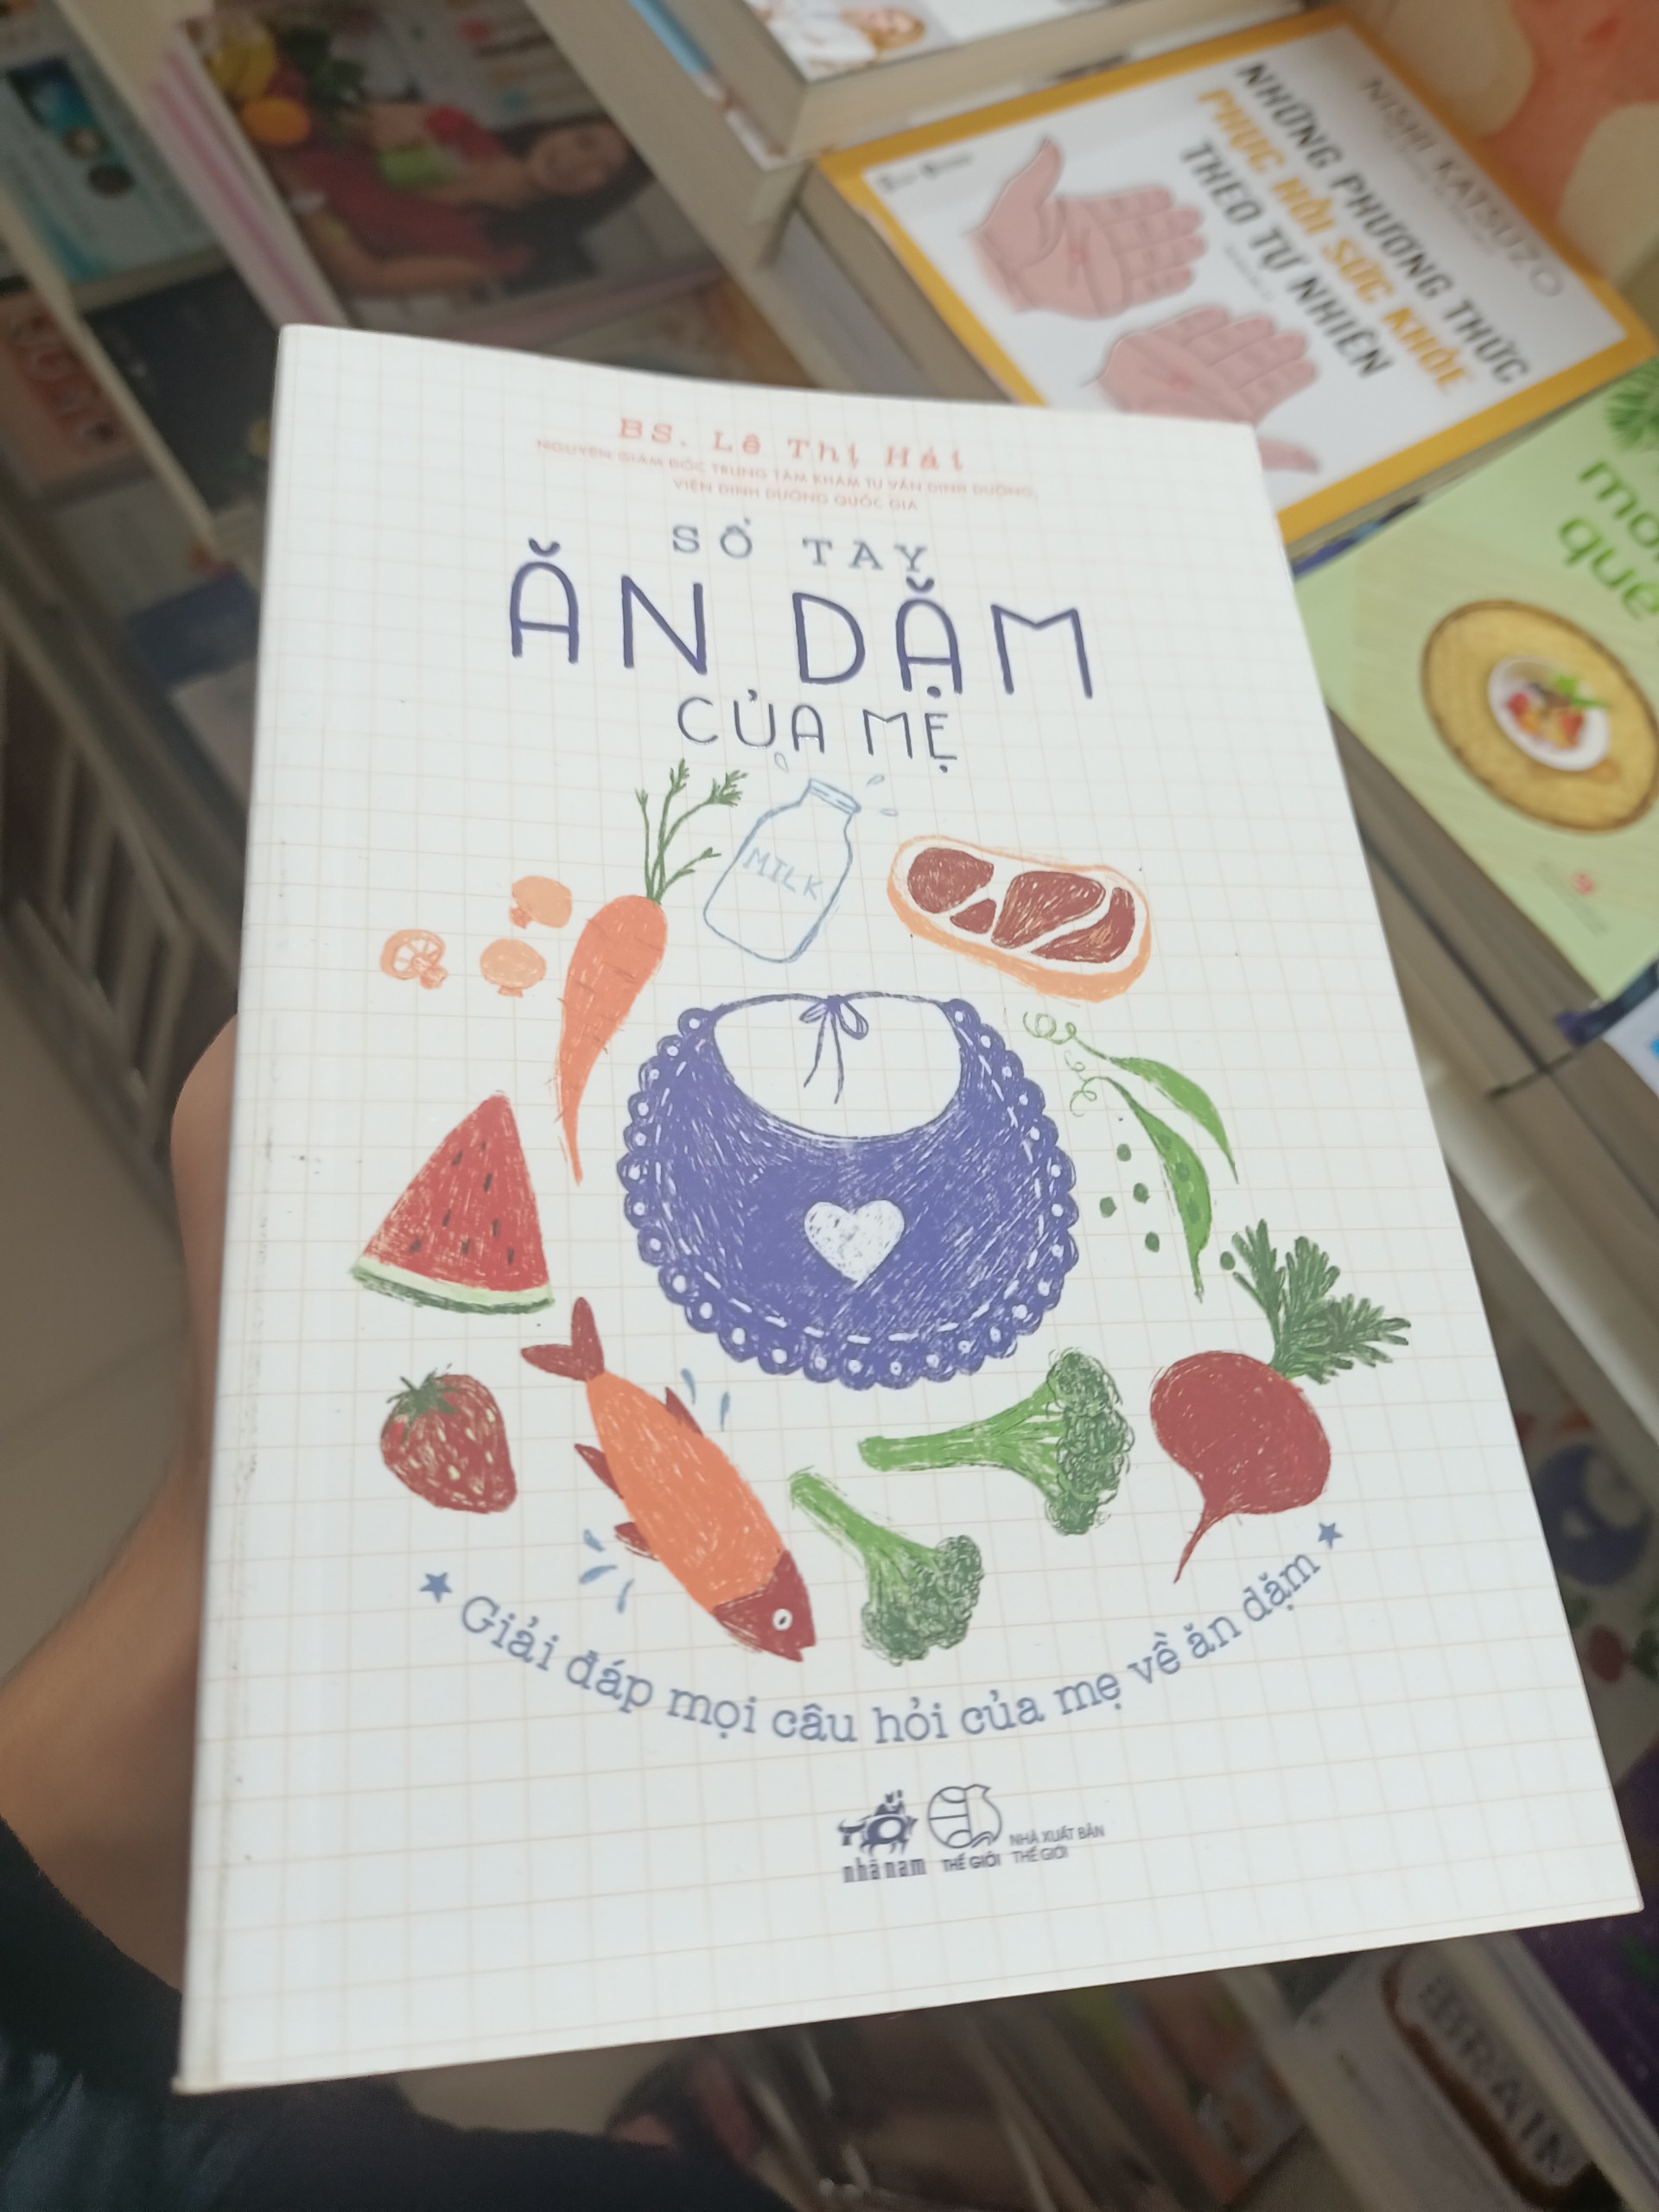 BS. Lê Thị Hải
NGUYÊN GIÁM ĐỐC TRUNG TÂM KHÁM TƯ VẤN DINH DƯỠNG,
VIỆN DINH DƯỠNG QUỐC GIA
SỔ TAY
ĂN DẶM
CỦA MẸ
MILK
Giải đáp mọi câu hỏi của mẹ về ăn dặm
nhã nam
THẾ GIỚI
NHÀ XUẤT BẢN
THẾ GIỚI
NISHI KATSUZO
NHỮNG PHƯƠNG THỨC
PHỤC HỒI SỨC KHỎE
THEO TỰ NHIÊN
quê